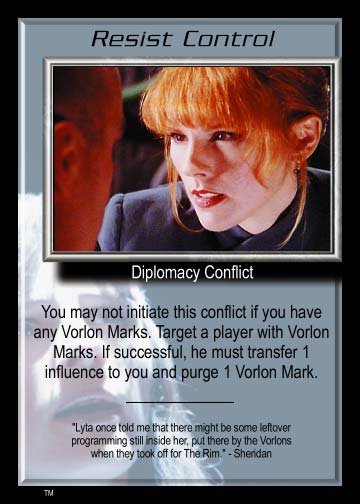 Resist Control
Diplomacy Conflict
You may not initiate this conflict if you have
any Vorlon Marks. Target a player with Vorlon
Marks. If successful, he must transfer 1
influence to you and purge 1 Vorlon Mark.
"Lyta once told me that there might be some leftover
programming still inside her, put there by the Vorlons
when they took off for The Rim." - Sheridan
TM